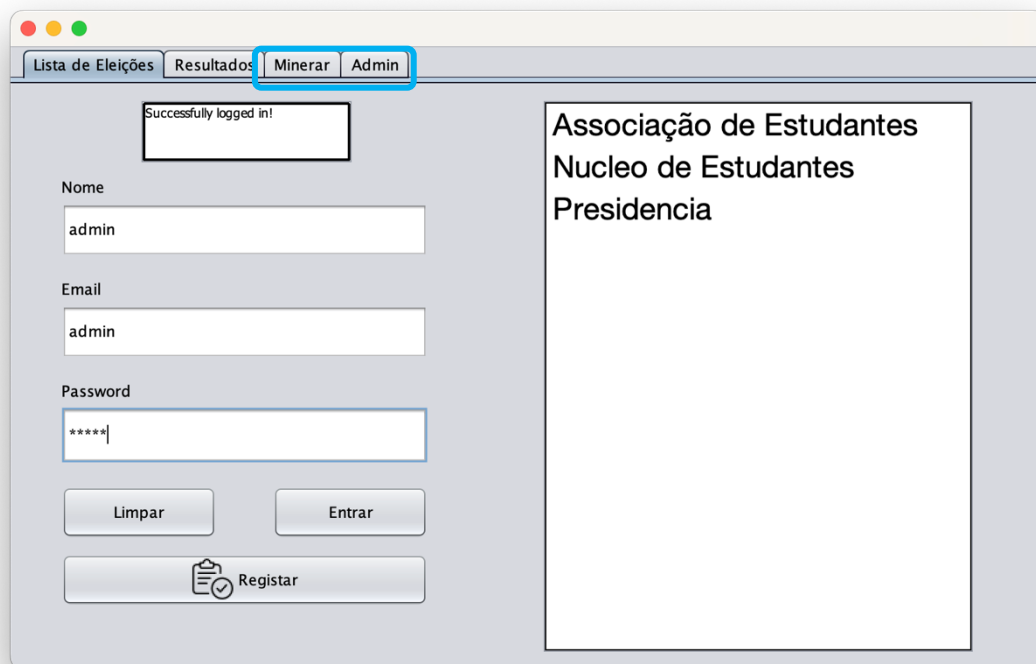 Lista de Eleições Resultados Minerar Admin
Successfully logged in!
Nome
admin
Email
admin
Password
*****
Limpar Entrar
Registar
Associação de Estudantes
Nucleo de Estudantes
Presidencia